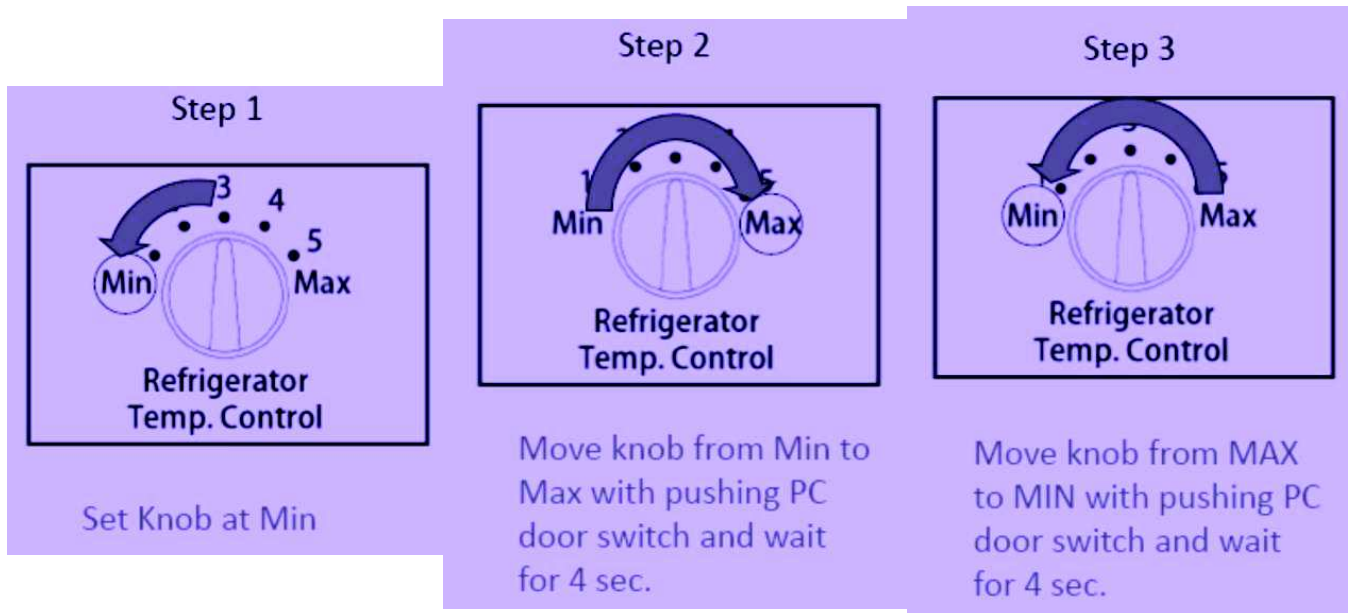 Step 1
3
4
5
Min
Max
Refrigerator
Temp. Control
Set Knob at Min
Step 2
Min
Max
Refrigerator
Temp. Control
Move knob from Min to
Max with pushing PC
door switch and wait
for 4 sec.
Step 3
Min
Max
Refrigerator
Temp. Control
Move knob from MAX
to MIN with pushing PC
door switch and wait
for 4 sec.